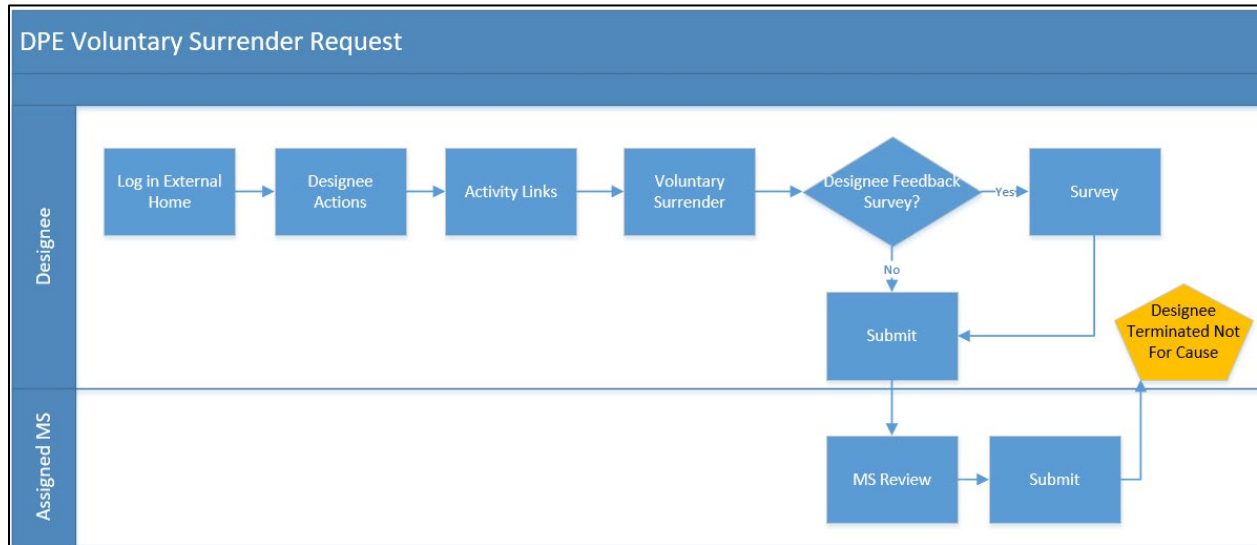 DPE Voluntary Surrender Request
Designee
Log in External
Home
Designee
Actions
Activity Links
Voluntary
Surrender
Designee Feedback
Survey?
Yes
Survey
No
Submit
Designee
Terminated Not
For Cause
Assigned MS
MS Review
Submit